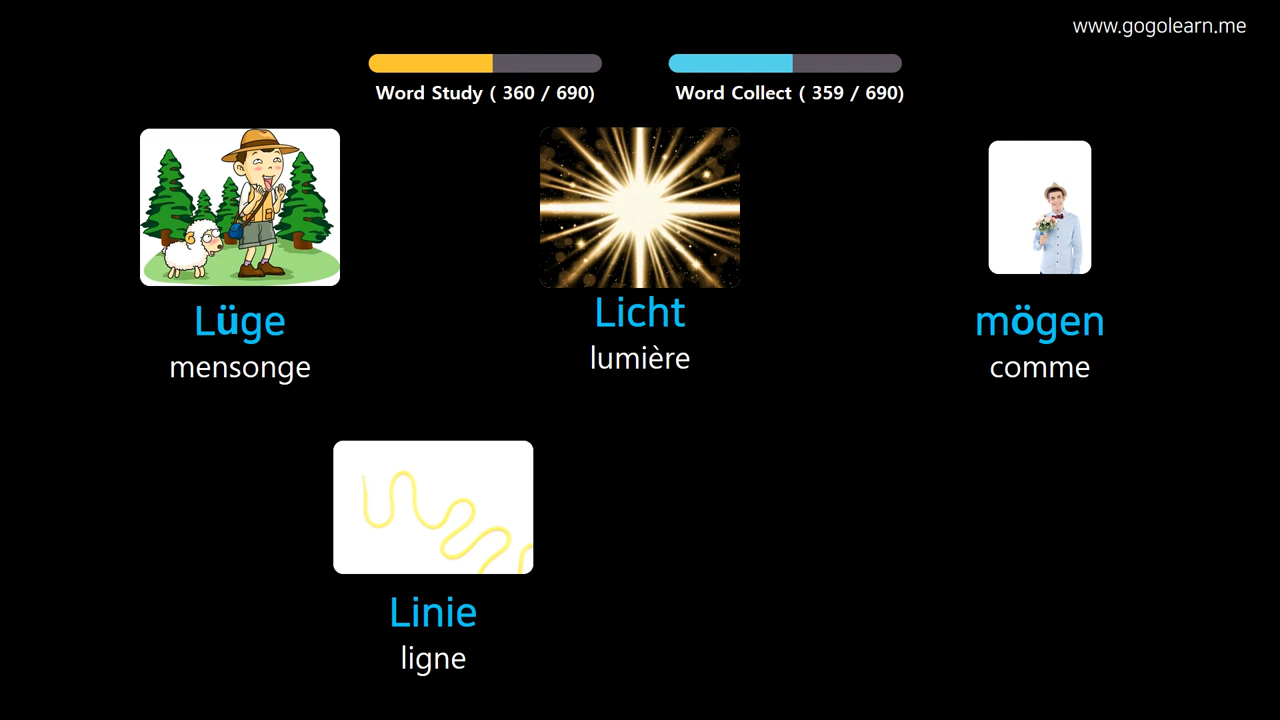 www.gogolearn.me
Word Study ( 360 / 690)
Word Collect ( 359 / 690)
Lüge
mensonge
Licht
lumière
mögen
comme
Linie
ligne